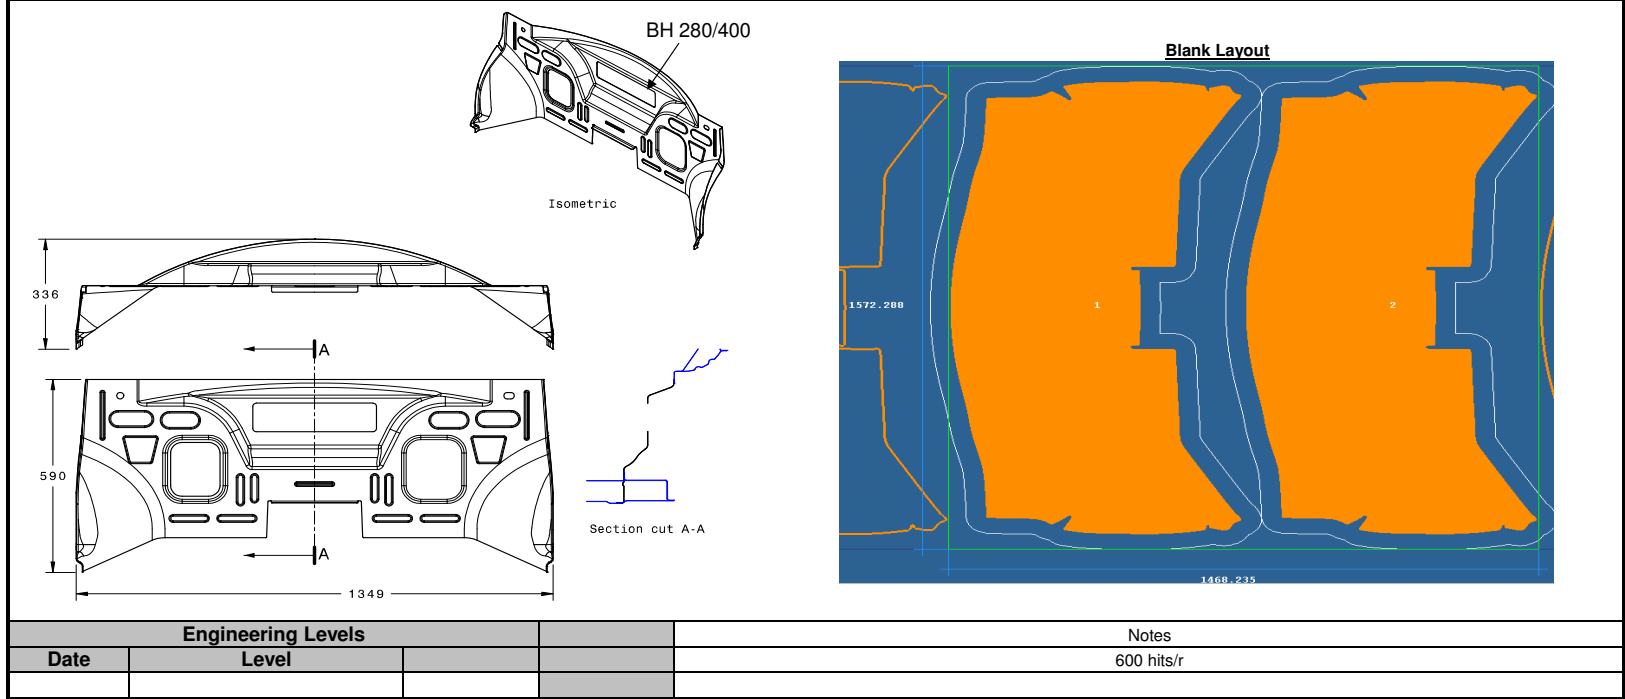 BH 280/400
Blank Layout
Isometric
336
A
1572.288
1
2
590
Section cut A-A
A
1468.235
1349
Engineering Levels
Notes
Date
Level
600 hits/r